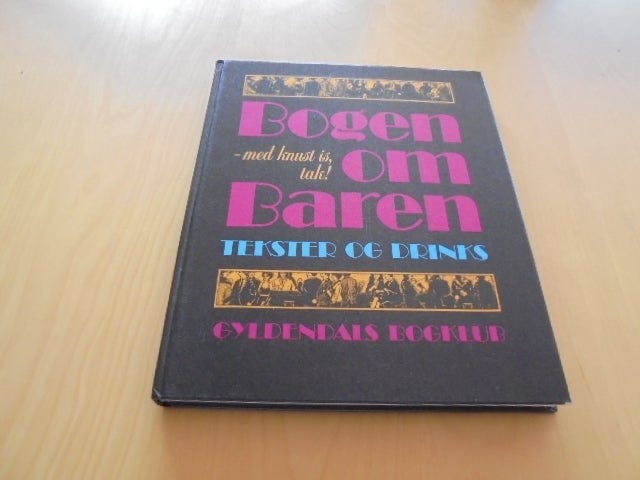 Bogen
- med knust is,
tak!
om
Baren
TEKSTER OG DRINKS
GYLDENDALS BOGKLUB